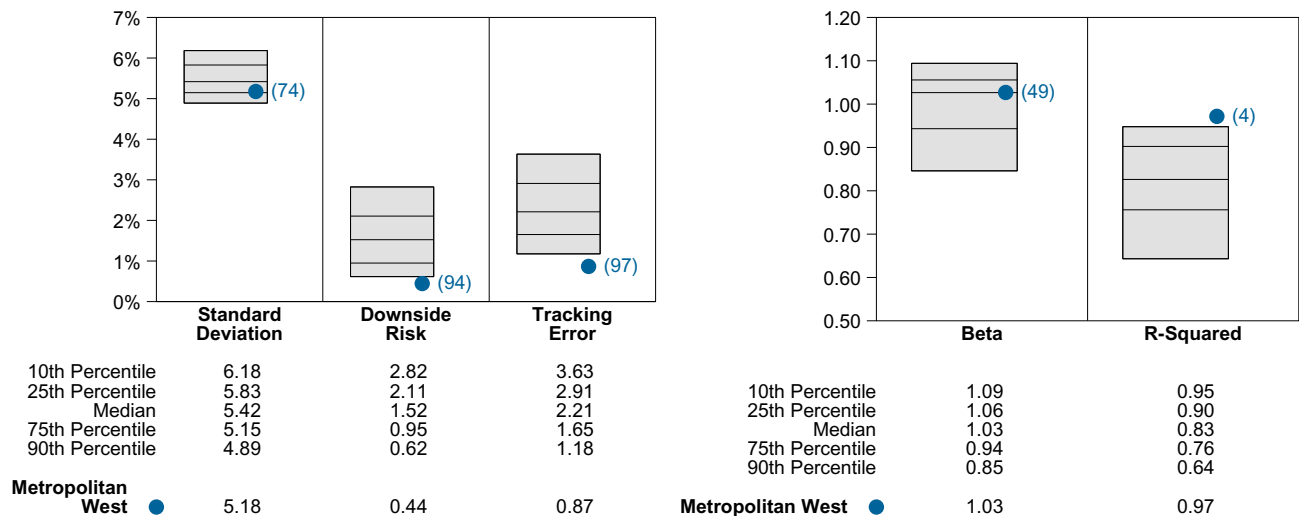 7%
6%
5%
4%
3%
2%
1%
0%
(74)
(94)
(97)
Standard Deviation
Downside Risk
Tracking Error
10th Percentile 6.18 2.82 3.63
25th Percentile 5.83 2.11 2.91
Median 5.42 1.52 2.21
75th Percentile 5.15 0.95 1.65
90th Percentile 4.89 0.62 1.18
Metropolitan
West 5.18 0.44 0.87
1.20
1.10
1.00
0.90
0.80
0.70
0.60
0.50
(49)
(4)
Beta R-Squared
10th Percentile 1.09 0.95
25th Percentile 1.06 0.90
Median 1.03 0.83
75th Percentile 0.94 0.76
90th Percentile 0.85 0.64
Metropolitan West 1.03 0.97